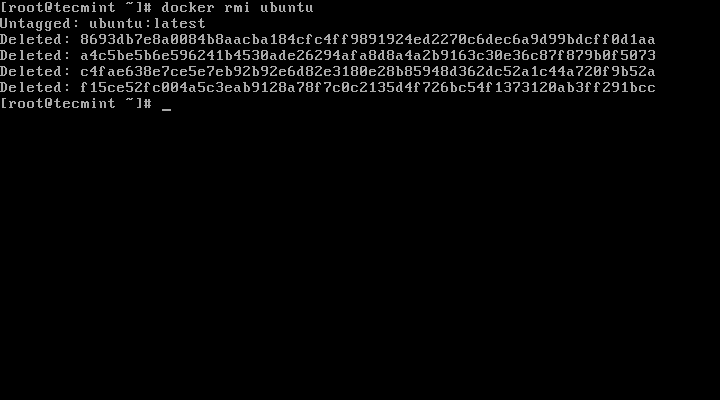 [root@tecmint ~]# docker rmi ubuntu
Untagged: ubuntu:latest
Deleted: 8693db7e8a0084b8aacba184cfc4ff9891924ed2270c6dec6a9d99bdcff0d1aa
Deleted: a4c5be5b6e596241b4530ade26294afa8d8a4a2b9163c30e36c87f879b0f5073
Deleted: c4fae638e7ce5e7eb92b92e6d82e3180e28b85948d362dc52a1c44a720f9b52a
Deleted: f15ce52fc004a5c3eab9128a78f7c0c2135d4f726bc54f1373120ab3ff291bcc
[root@tecmint ~]# _